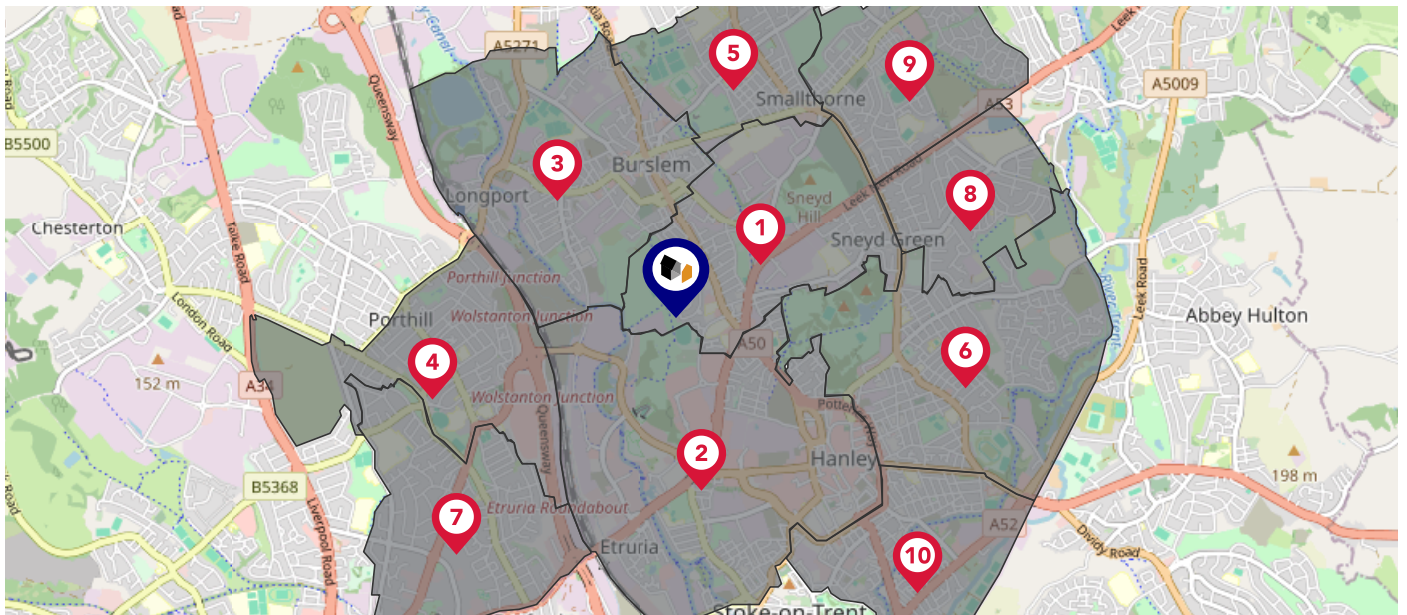 A5271
Queensway
5
9
Leek
A5009
Smallthorne
B5500
3
Burslem
Longport
Sneyd
Hill
Leek New Road
8
Chesterton
1
Sneyd Green
Porthill Junction
Leek Road
Wolstanton Junction
London Road
Porthill
Abbey Hulton
A50
4
6
152 m
A34
Wolstanton Junction
Queensway
2
Hanley
198 m
B5368
Liverpool Road
7
Etruria Roundabout
A52
Etruria
10
Dividy Road
Stoke-on-Trent